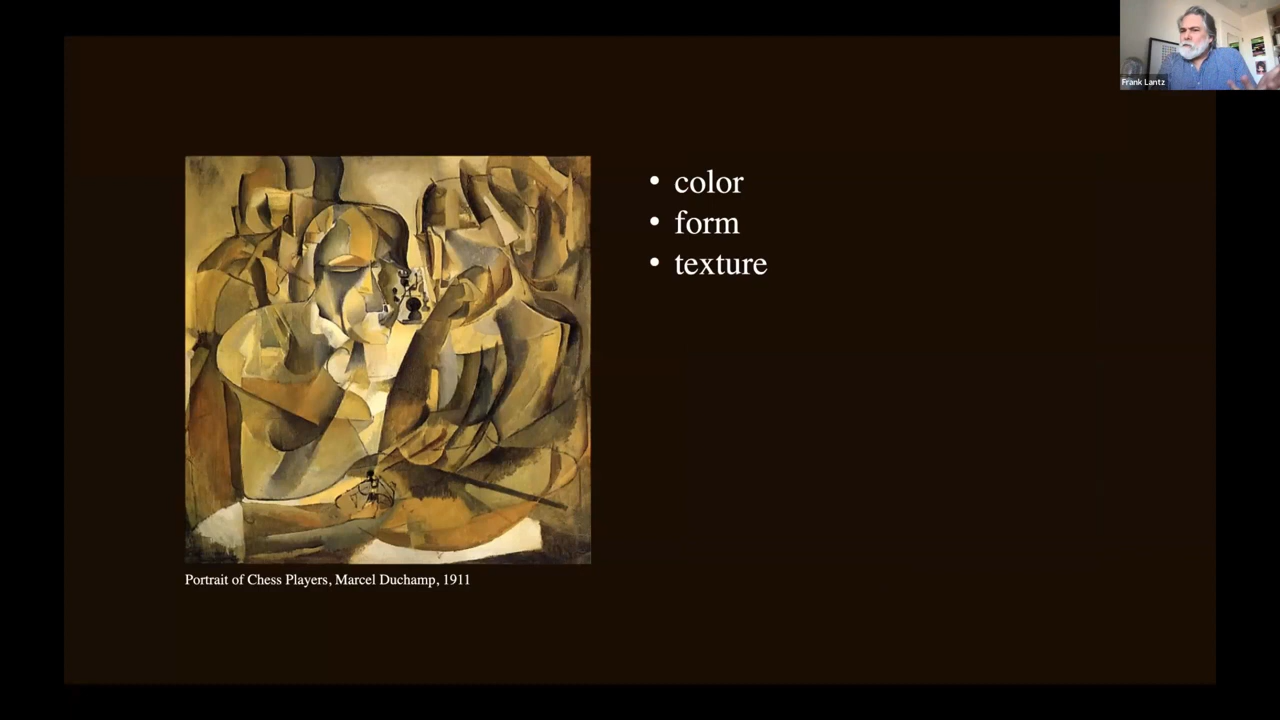 Frank Lantz
• color
• form
• texture
Portrait of Chess Players, Marcel Duchamp, 1911